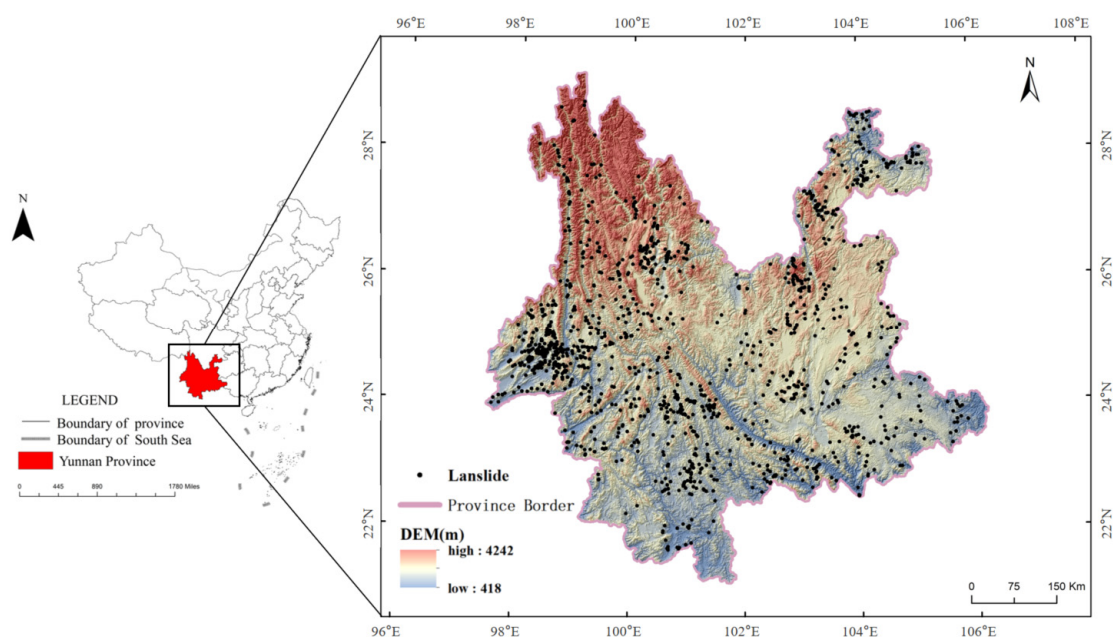 96°E 98°E 100°E 102°E 104°E 106°E 108°E
N
28°N
28°N
26°N
26°N
N
24°N
24°N
LEGEND
Boundary of province
Boundary of South Sea
Yunnan Province
0 445 890 1780 Miles
Lanslide
Province Border
22°N
22°N
DEM(m)
high : 4242
low : 418
0 75 150 Km
96°E 98°E 100°E 102°E 104°E 106°E